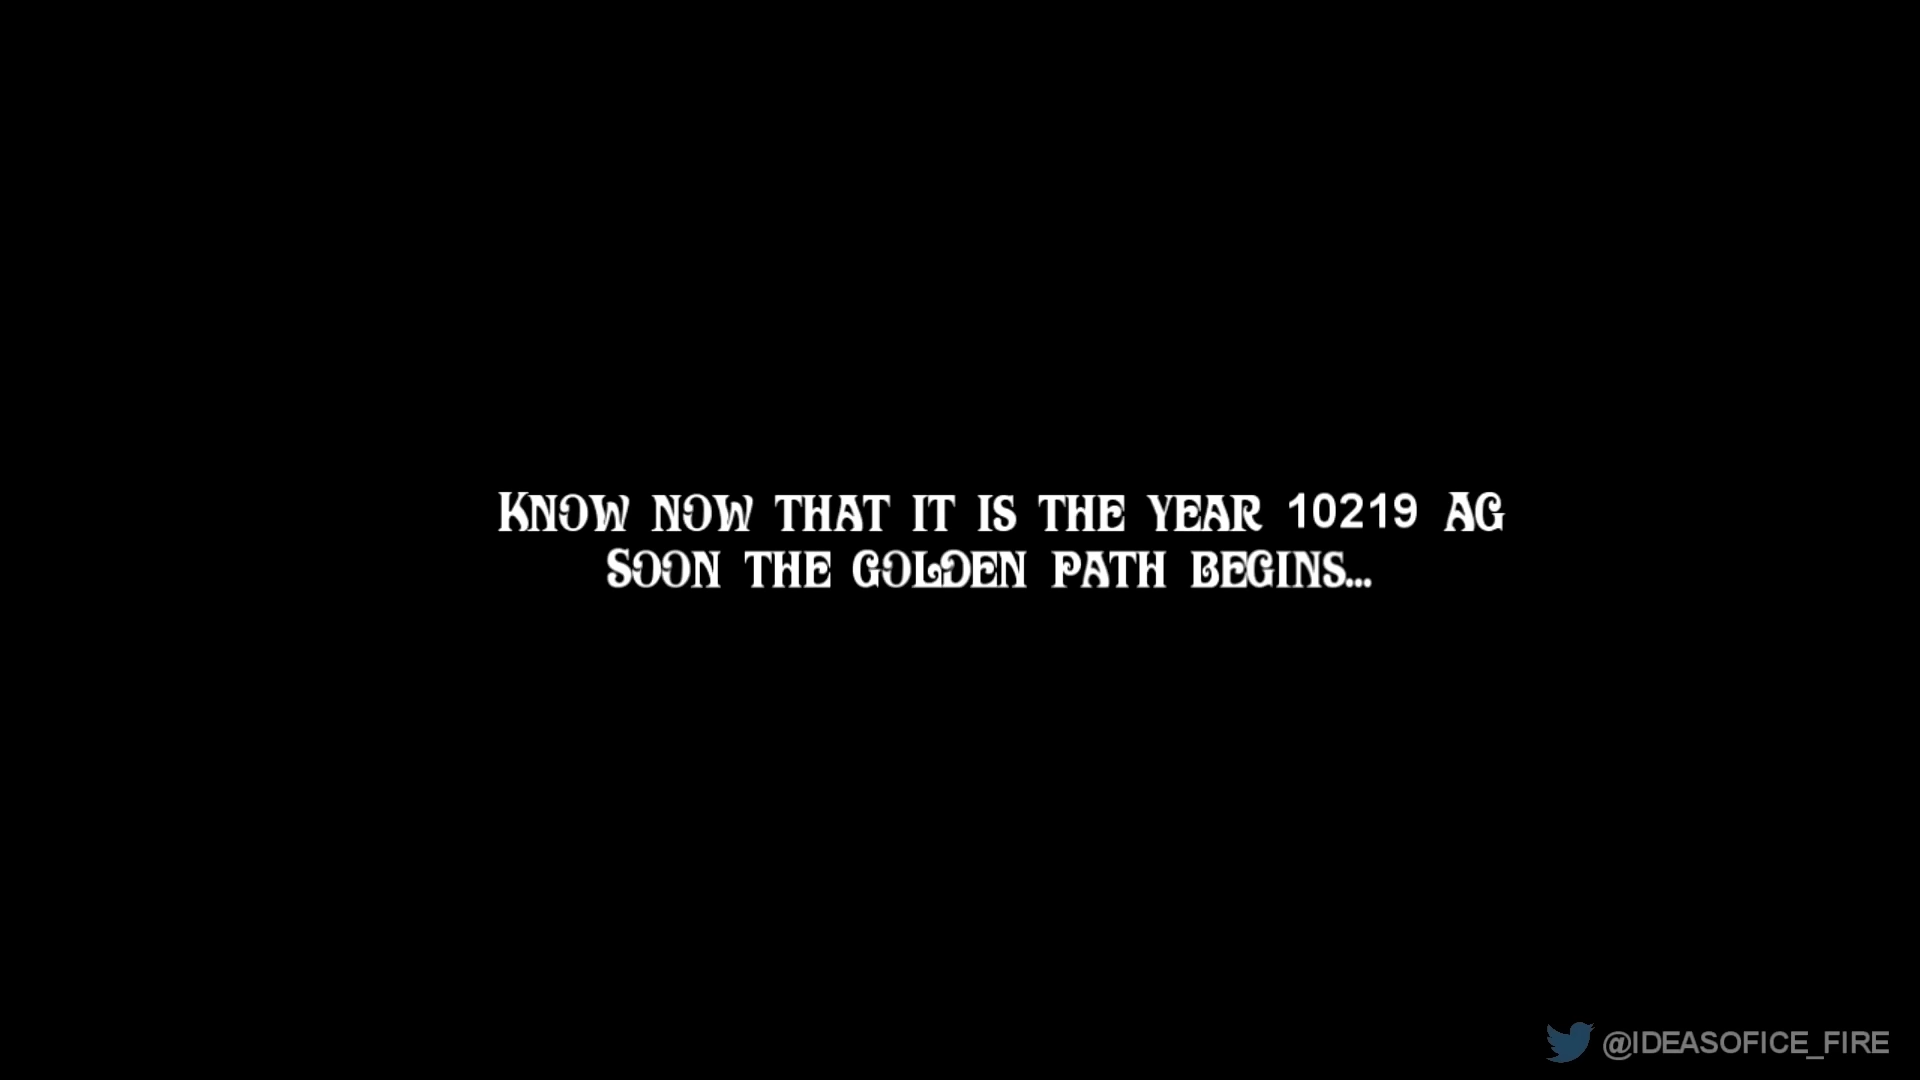 Know now that it is the year 10219 AG
Soon the golden path begins...
@IDEASOFICE_FIRE